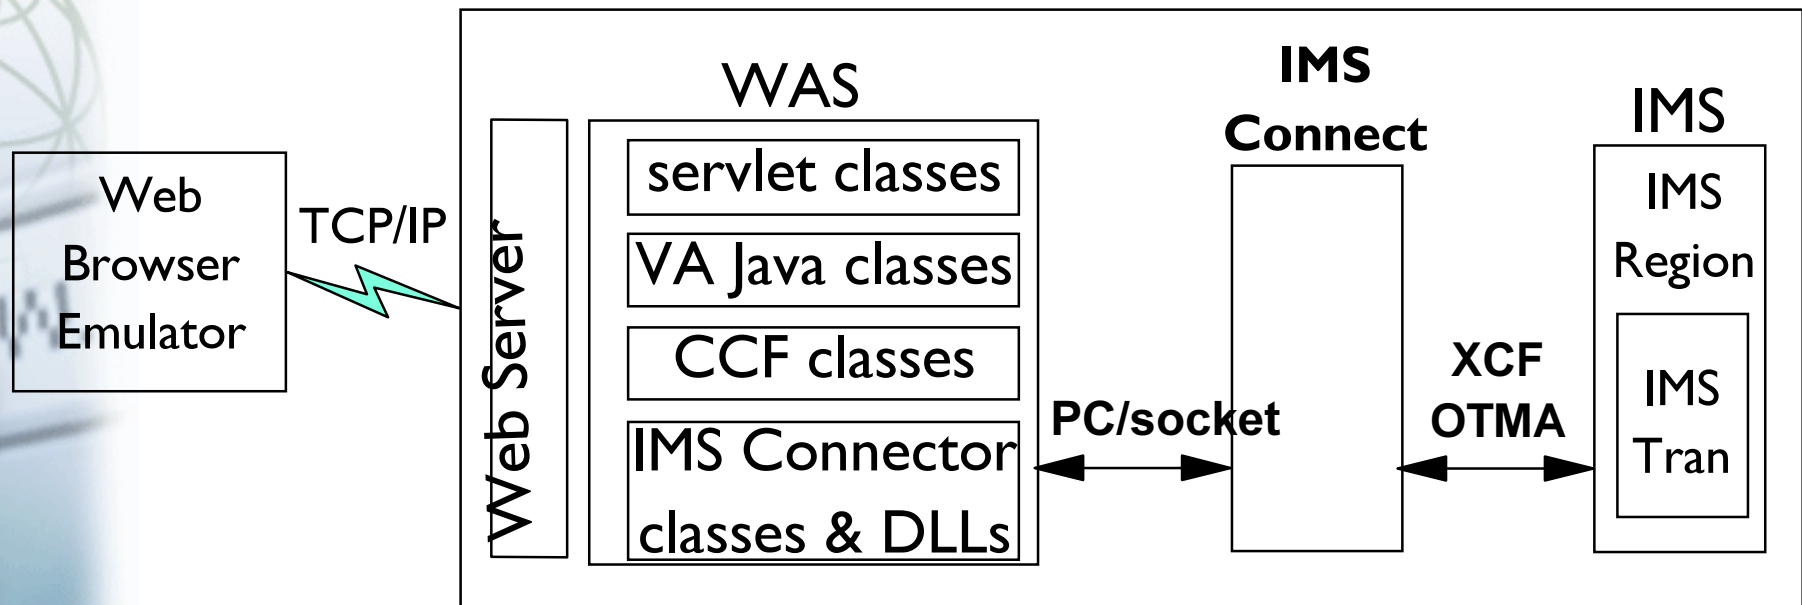 Web
Browser
Emulator
TCP/IP
Web Server
WAS
servlet classes
VA Java classes
CCF classes
IMS Connector
classes & DLLs
PC/socket
IMS
Connect
XCF
OTMA
IMS
IMS
Region
IMS
Tran